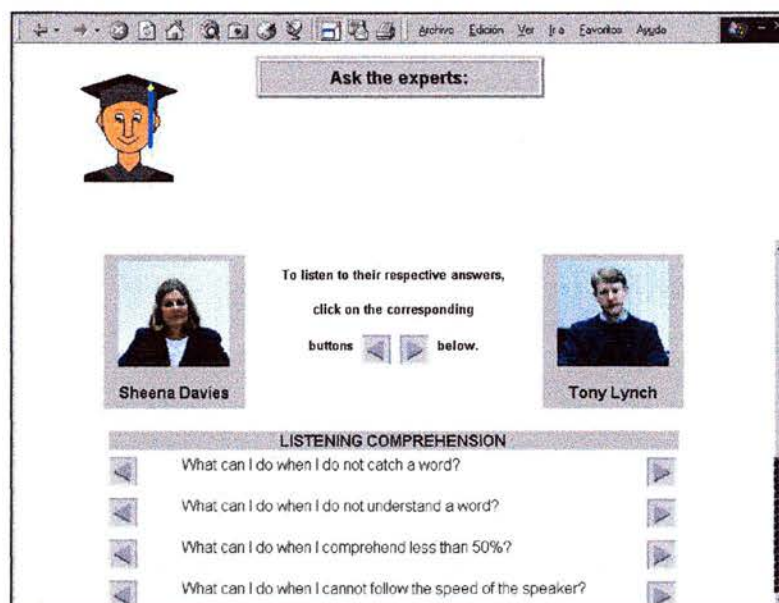 Archivo Edición Ver Ir a Favoritos Ayuda
Ask the experts:
To listen to their respective answers,
click on the corresponding
buttons below.
Sheena Davies
Tony Lynch
LISTENING COMPREHENSION
What can I do when I do not catch a word?
What can I do when I do not understand a word?
What can I do when I comprehend less than 50%?
What can I do when I cannot follow the speed of the speaker?